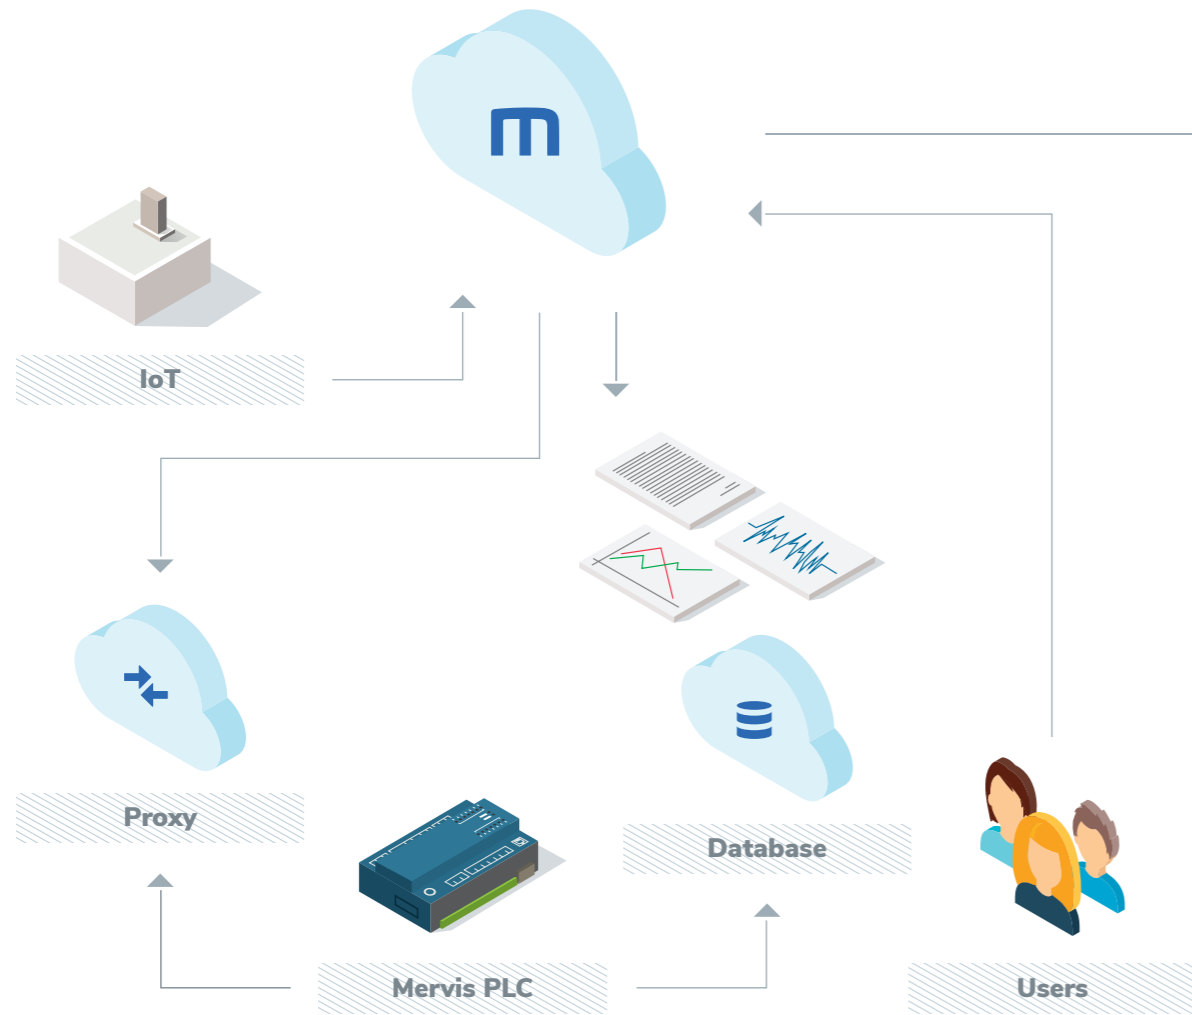 m
IoT
Proxy
Database
Mervis PLC
Users